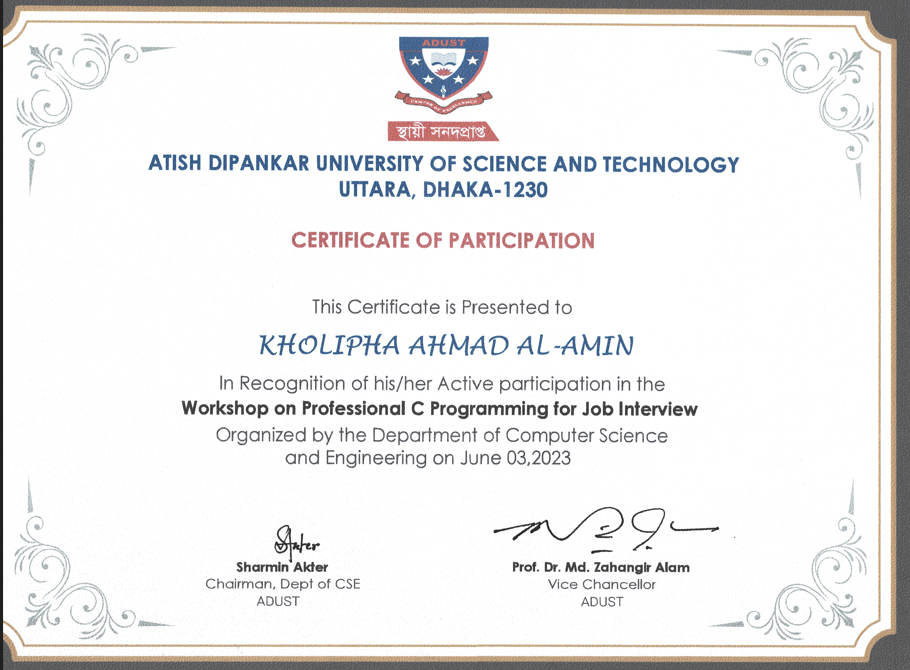 ADUST
CENTRE OF EXCELLENCE
স্থায়ী সনদপ্রাপ্ত
ATISH DIPANKAR UNIVERSITY OF SCIENCE AND TECHNOLOGY
UTTARA, DHAKA-1230
CERTIFICATE OF PARTICIPATION
This Certificate is Presented to
KHOLIPHA AHMAD AL-AMIN
In Recognition of his/her Active participation in the
Workshop on Professional C Programming for Job Interview
Organized by the Department of Computer Science
and Engineering on June 03,2023
Akter
Sharmin Akter
Chairman, Dept of CSE
ADUST
Prof. Dr. Md. Zahangir Alam
Vice Chancellor
ADUST